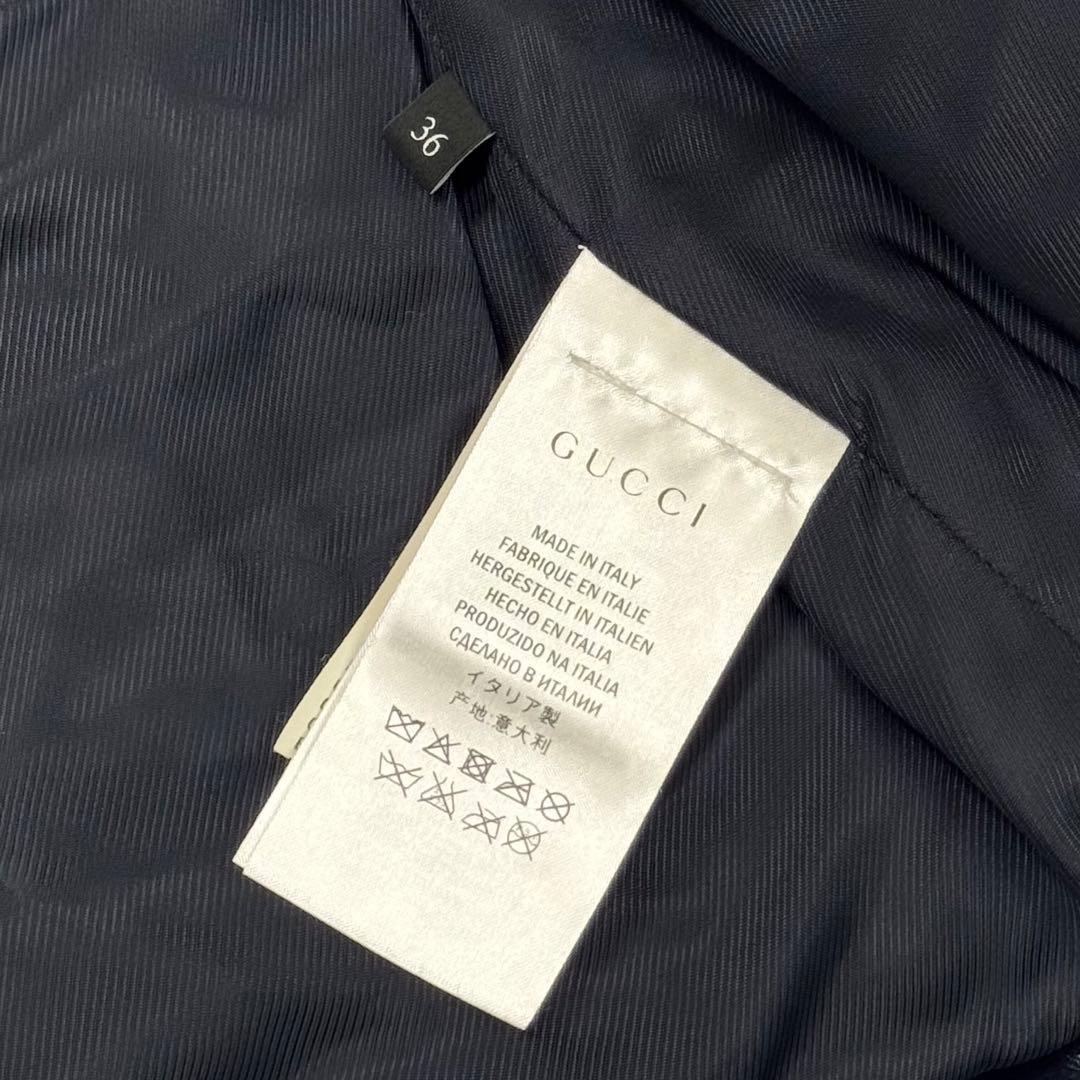 36
GUCCI
MADE IN ITALY
FABRIQUE EN ITALIE
HERGESTELLT IN ITALIEN
HECHO EN ITALIA
PRODUZIDO NA ITALIA
СДЕЛАНО В ИТАЛИИ
イタリア製
产地:意大利